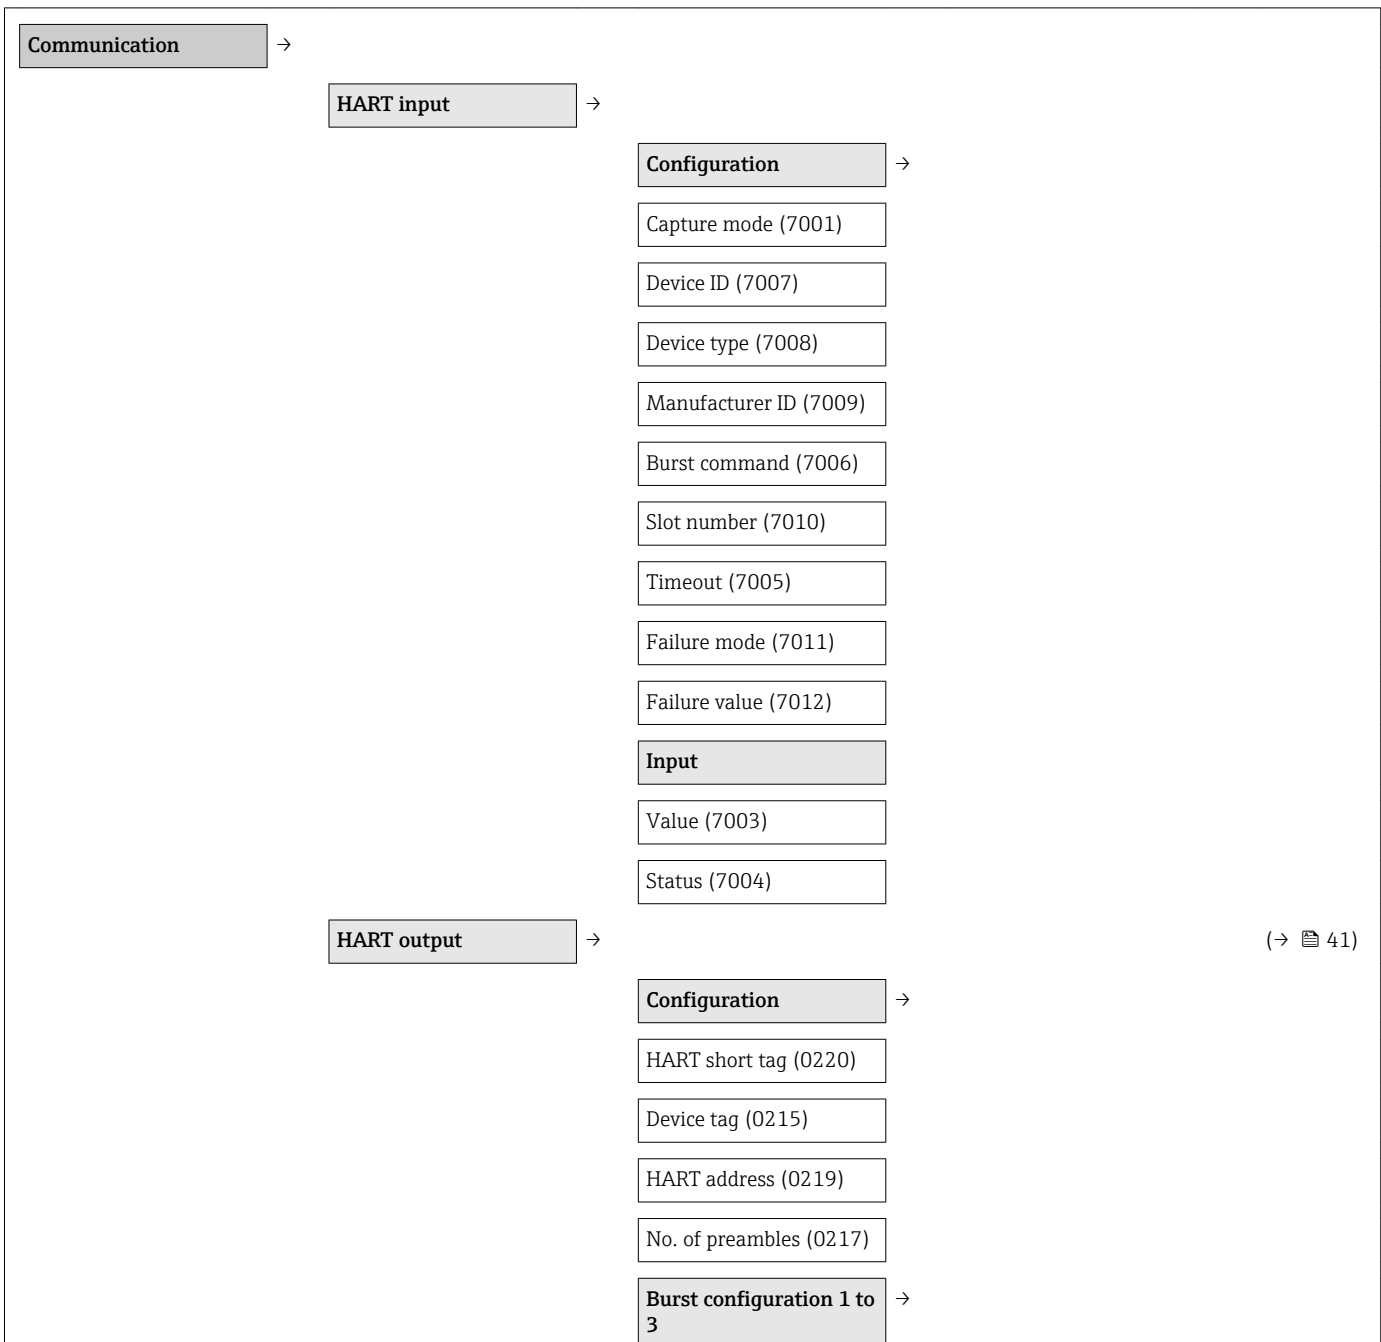 Communication →
HART input →
Configuration →
Capture mode (7001)
Device ID (7007)
Device type (7008)
Manufacturer ID (7009)
Burst command (7006)
Slot number (7010)
Timeout (7005)
Failure mode (7011)
Failure value (7012)
Input
Value (7003)
Status (7004)
HART output → (→ 41)
Configuration →
HART short tag (0220)
Device tag (0215)
HART address (0219)
No. of preambles (0217)
Burst configuration 1 to →
3